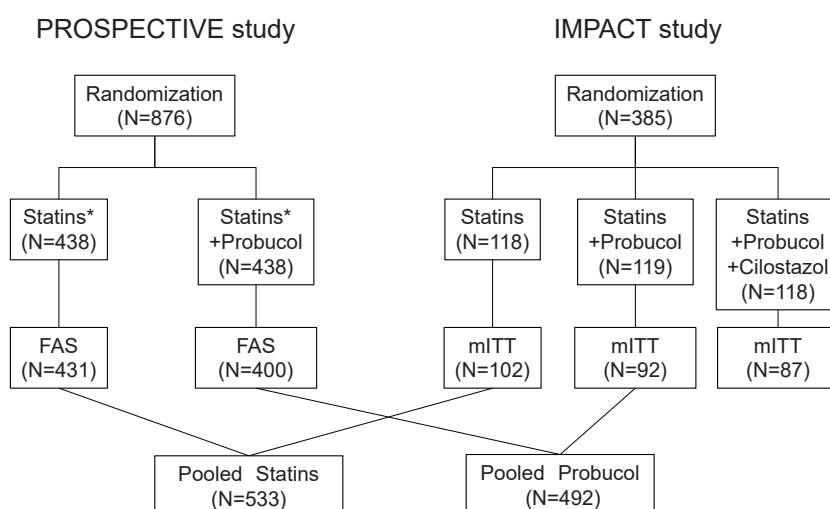 PROSPECTIVE study
IMPACT study
Randomization
(N=876)
Randomization
(N=385)
Statins*
(N=438)
Statins*
+Probucol
(N=438)
Statins
(N=118)
Statins
+Probucol
(N=119)
Statins
+Probucol
+Cilostazol
(N=118)
FAS
(N=431)
FAS
(N=400)
mITT
(N=102)
mITT
(N=92)
mITT
(N=87)
Pooled Statins
(N=533)
Pooled Probucol
(N=492)